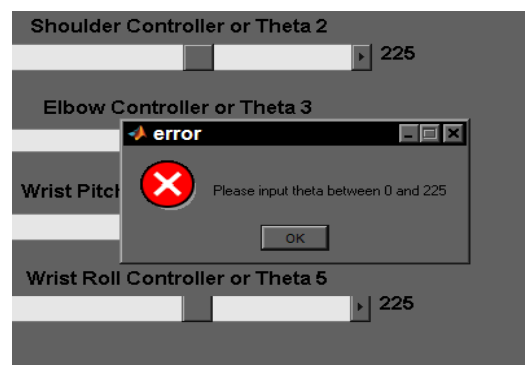 Shoulder Controller or Theta 2
225
Elbow Controller or Theta 3
error
Wrist Pitch
Please input theta between 0 and 225
OK
Wrist Roll Controller or Theta 5
225